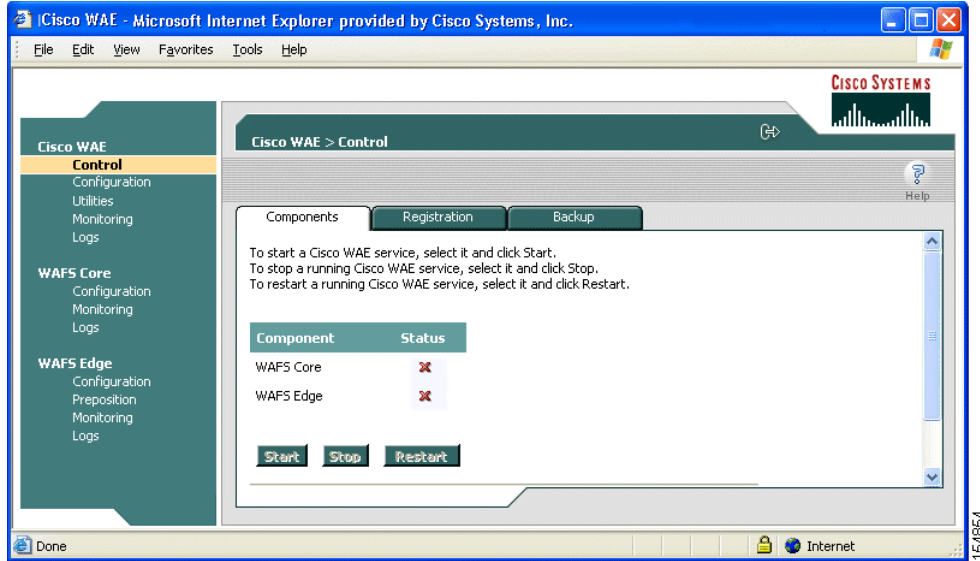 |Cisco WAE - Microsoft Internet Explorer provided by Cisco Systems, Inc.
File Edit View Favorites Tools Help
CISCO SYSTEMS
Cisco WAE > Control
Help
Cisco WAE
Control
Configuration
Utilities
Monitoring
Logs
WAFS Core
Configuration
Monitoring
Logs
WAFS Edge
Configuration
Preposition
Monitoring
Logs
Components Registration Backup
To start a Cisco WAE service, select it and click Start.
To stop a running Cisco WAE service, select it and click Stop.
To restart a running Cisco WAE service, select it and click Restart.
Component Status
WAFS Core
WAFS Edge
Start Stop Restart
Done Internet
154854